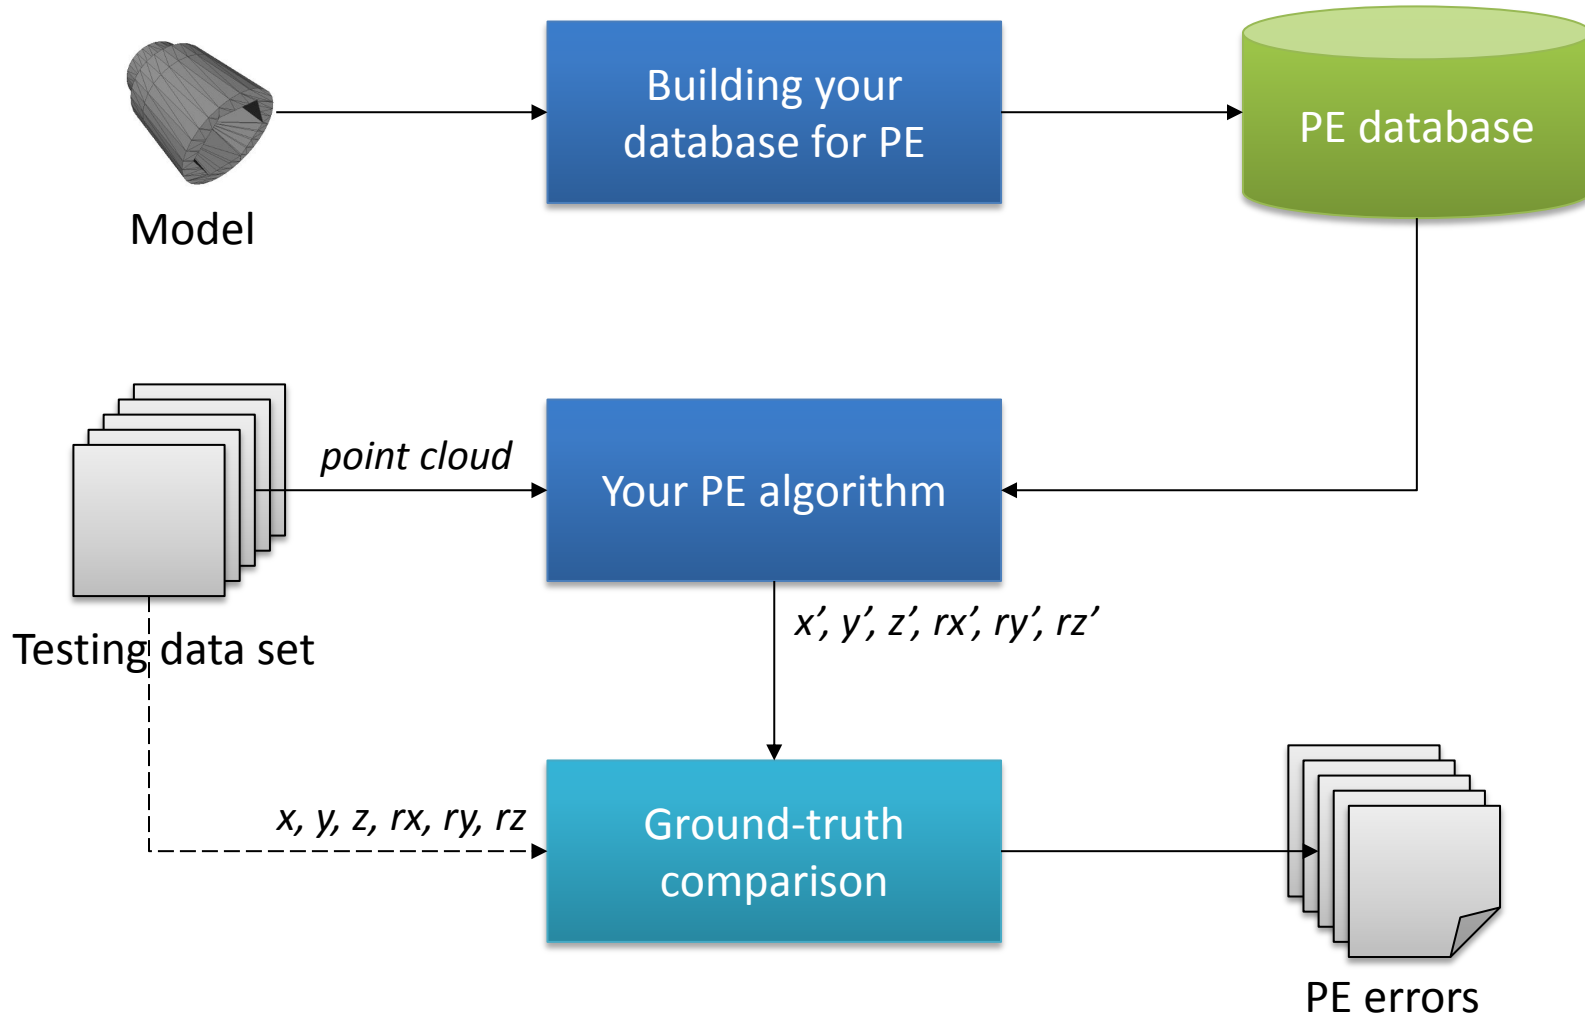 Building your
database for PE
PE database
Model
point cloud
Your PE algorithm
x’, y’, z’, rx’, ry’, rz’
Testing data set
x, y, z, rx, ry, rz
Ground-truth
comparison
PE errors